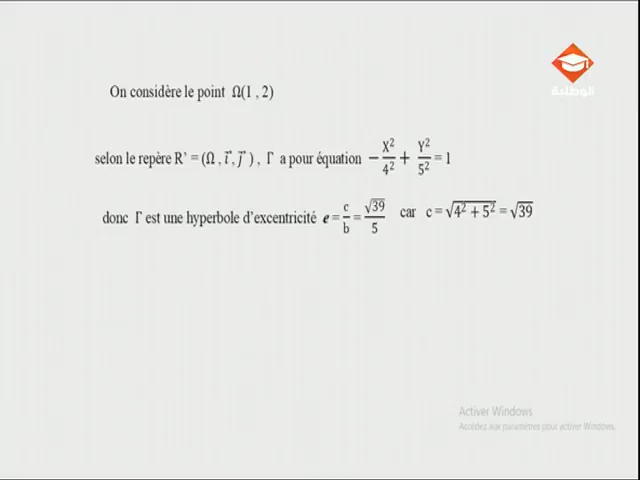 الوطنية
On considère le point Ω(1 , 2)
selon le repère R' = (Ω , i⃗ , j⃗ ) , Γ a pour équation −X²/4² + Y²/5² = 1
donc Γ est une hyperbole d'excentricité e = c/b = √39/5 car c = √(4² + 5²) = √39
Activer Windows
Accédez aux paramètres pour activer Windows.